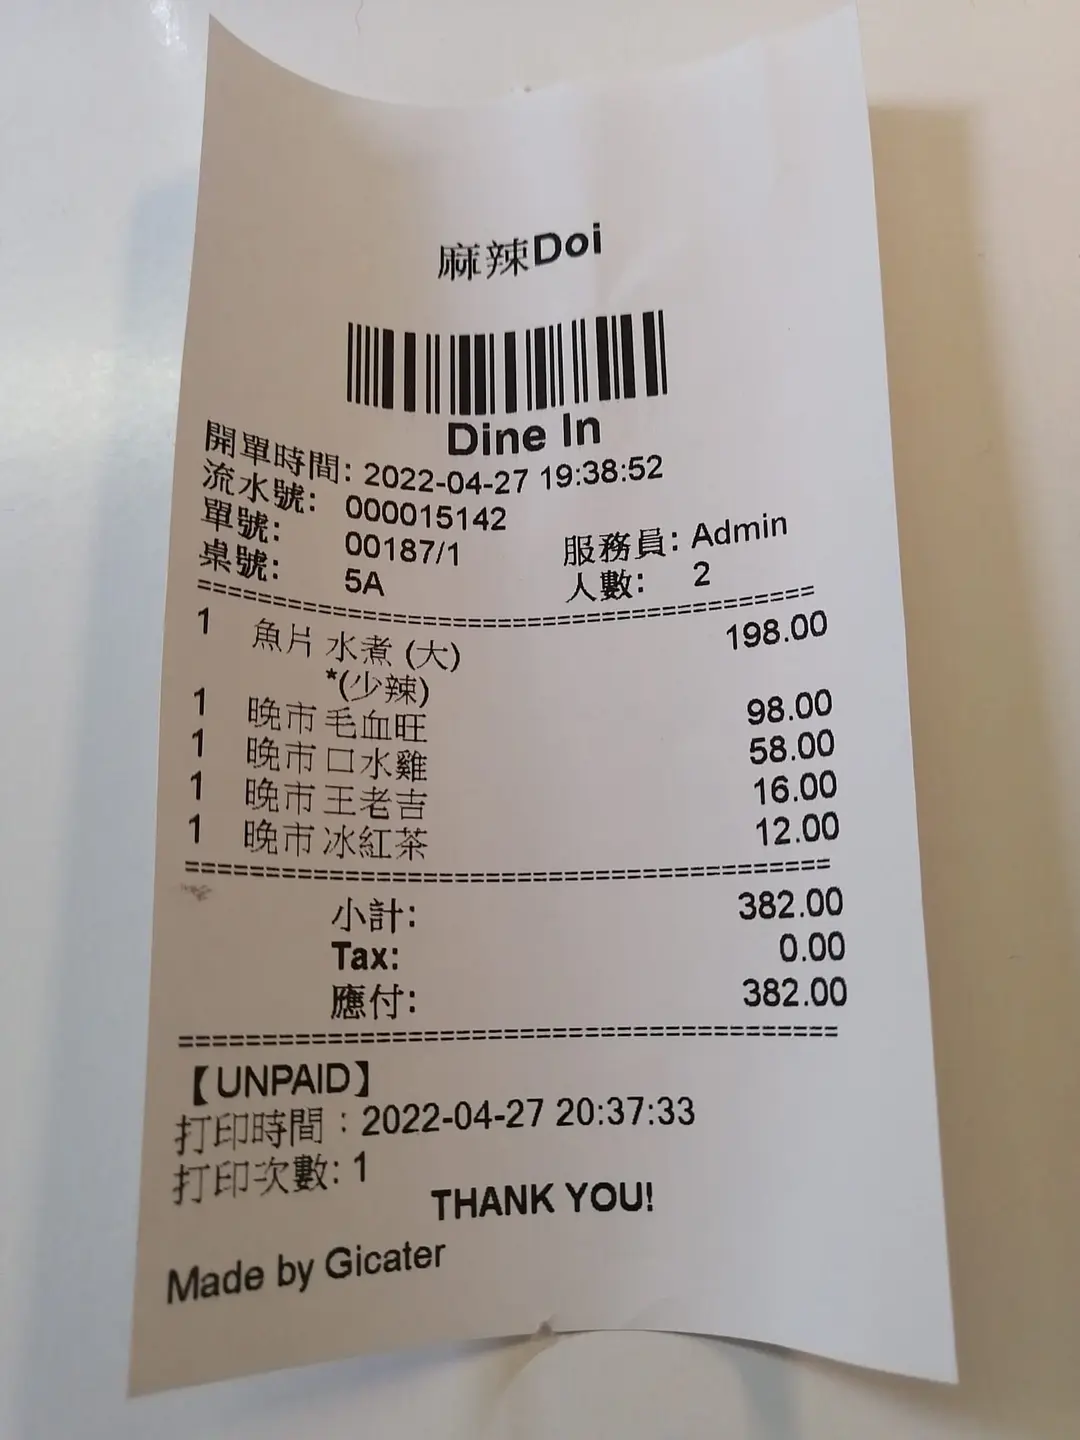 麻辣Doi
Dine In
開單時間: 2022-04-27 19:38:52
流水號: 000015142
單號: 00187/1 服務員: Admin
桌號: 5A 人數: 2
========================================
1 魚片 水煮 (大) 198.00
*(少辣)
1 晚市 毛血旺 98.00
1 晚市 口水雞 58.00
1 晚市 王老吉 16.00
1 晚市 冰紅茶 12.00
========================================
小計: 382.00
Tax: 0.00
應付: 382.00
========================================
【UNPAID】
打印時間：2022-04-27 20:37:33
打印次數: 1
THANK YOU!
Made by Gicater